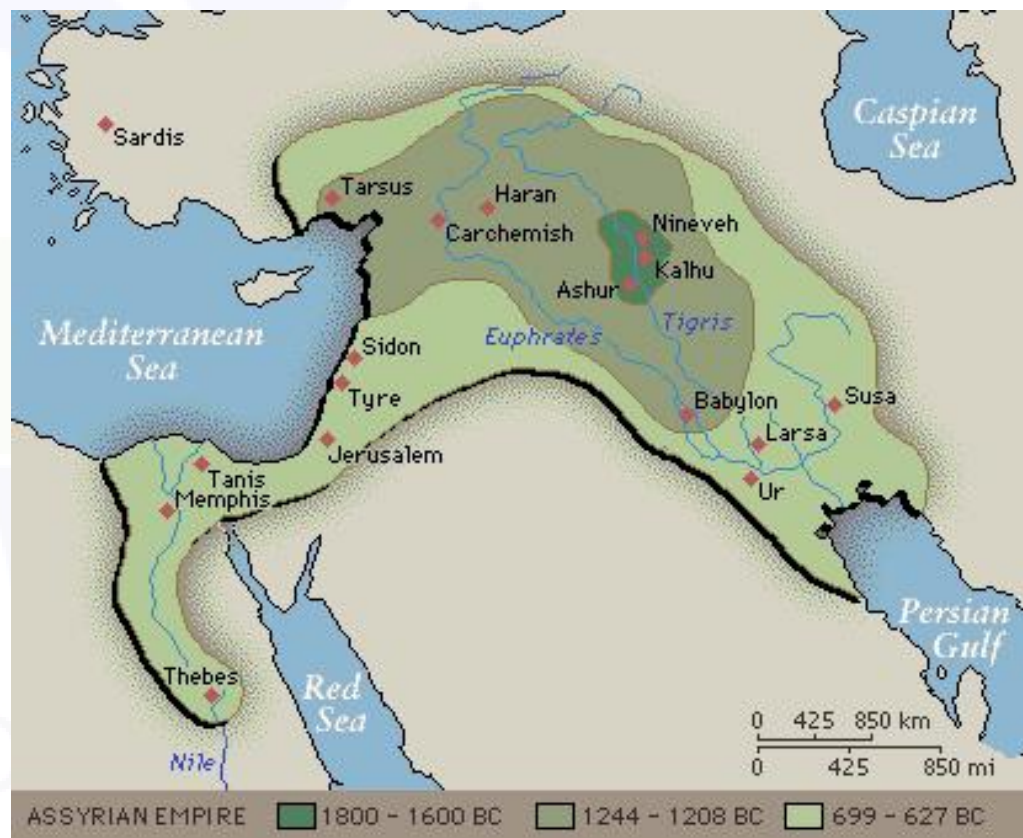 Caspian
Sea
Sardis
Tarsus
Haran
Carchemish
Nineveh
Kalhu
Ashur
Tigris
Euphrates
Mediterranean
Sea
Sidon
Tyre
Jerusalem
Babylon
Susa
Larsa
Ur
Tanis
Memphis
Persian
Gulf
Thebes
Red
Sea
Nile
0 425 850 km
0 425 850 mi
ASSYRIAN EMPIRE 1800 - 1600 BC 1244 - 1208 BC 699 - 627 BC